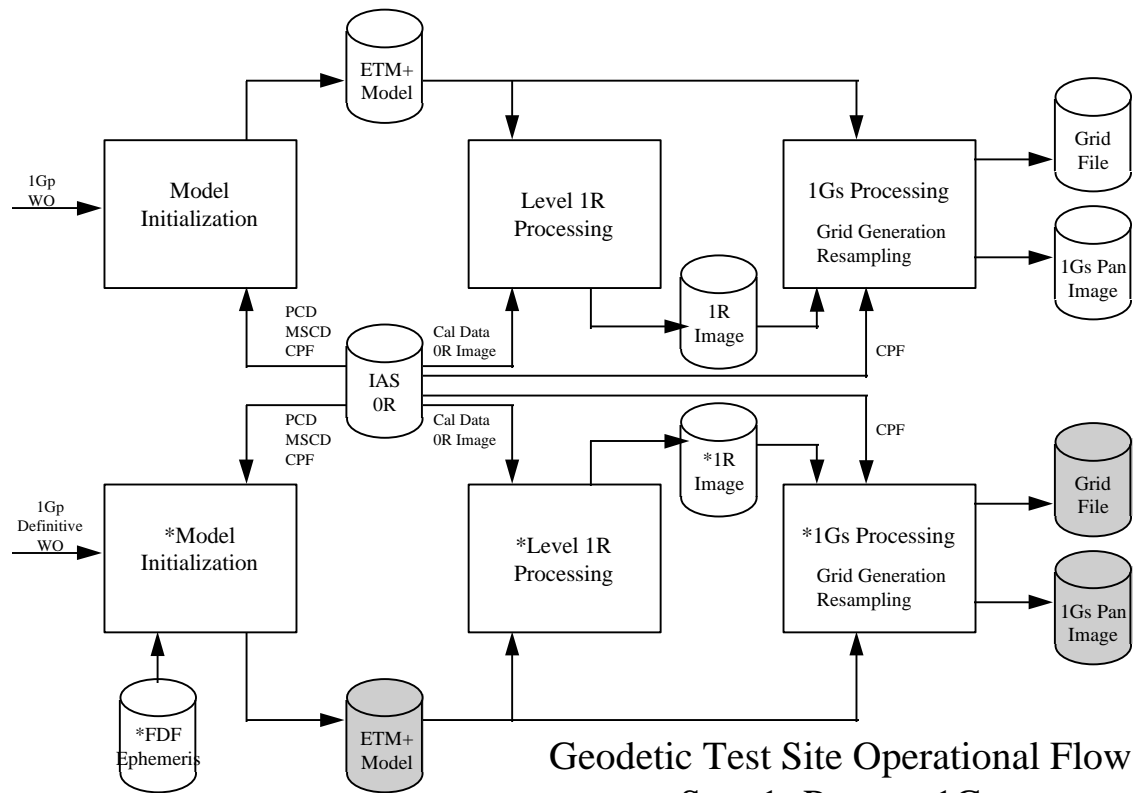 ETM+
Model
Grid
File
1Gp
WO
Model
Initialization
Level 1R
Processing
1Gs Processing
Grid Generation
Resampling
1Gs Pan
Image
PCD
MSCD
CPF
Cal Data
0R Image
1R
Image
CPF
IAS
0R
PCD
MSCD
CPF
Cal Data
0R Image
*1R
Image
CPF
Grid
File
1Gp
Definitive
WO
*Model
Initialization
*Level 1R
Processing
*1Gs Processing
Grid Generation
Resampling
1Gs Pan
Image
*FDF
Ephemeris
ETM+
Model
Geodetic Test Site Operational Flow